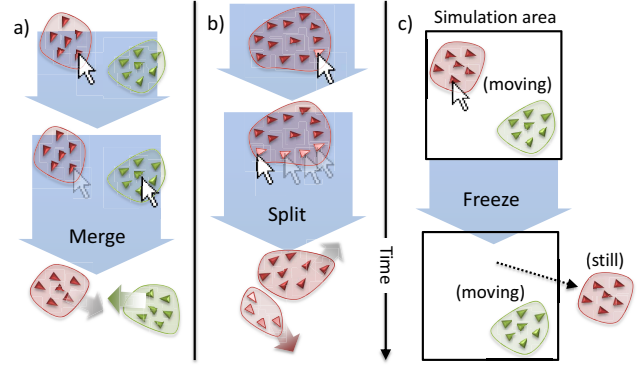 a)
Merge
b)
Split
Time
c)
Simulation area
(moving)
Freeze
(still)
(moving)